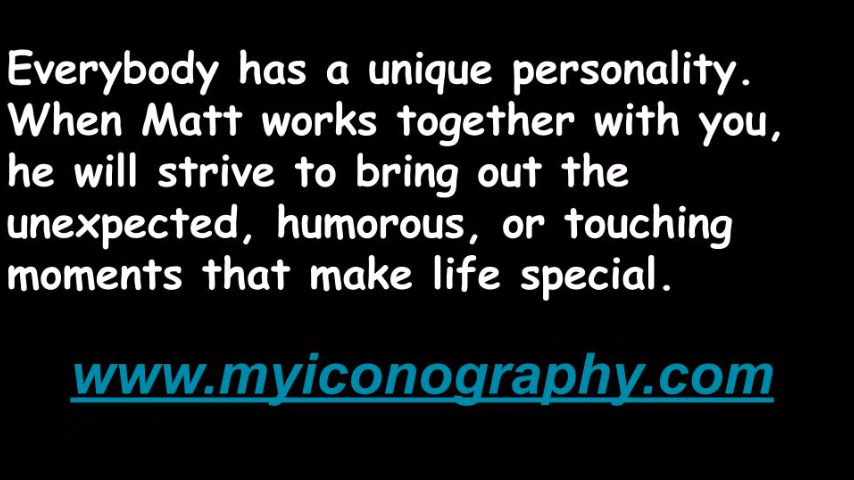 Everybody has a unique personality.
When Matt works together with you,
he will strive to bring out the
unexpected, humorous, or touching
moments that make life special.
www.myiconography.com